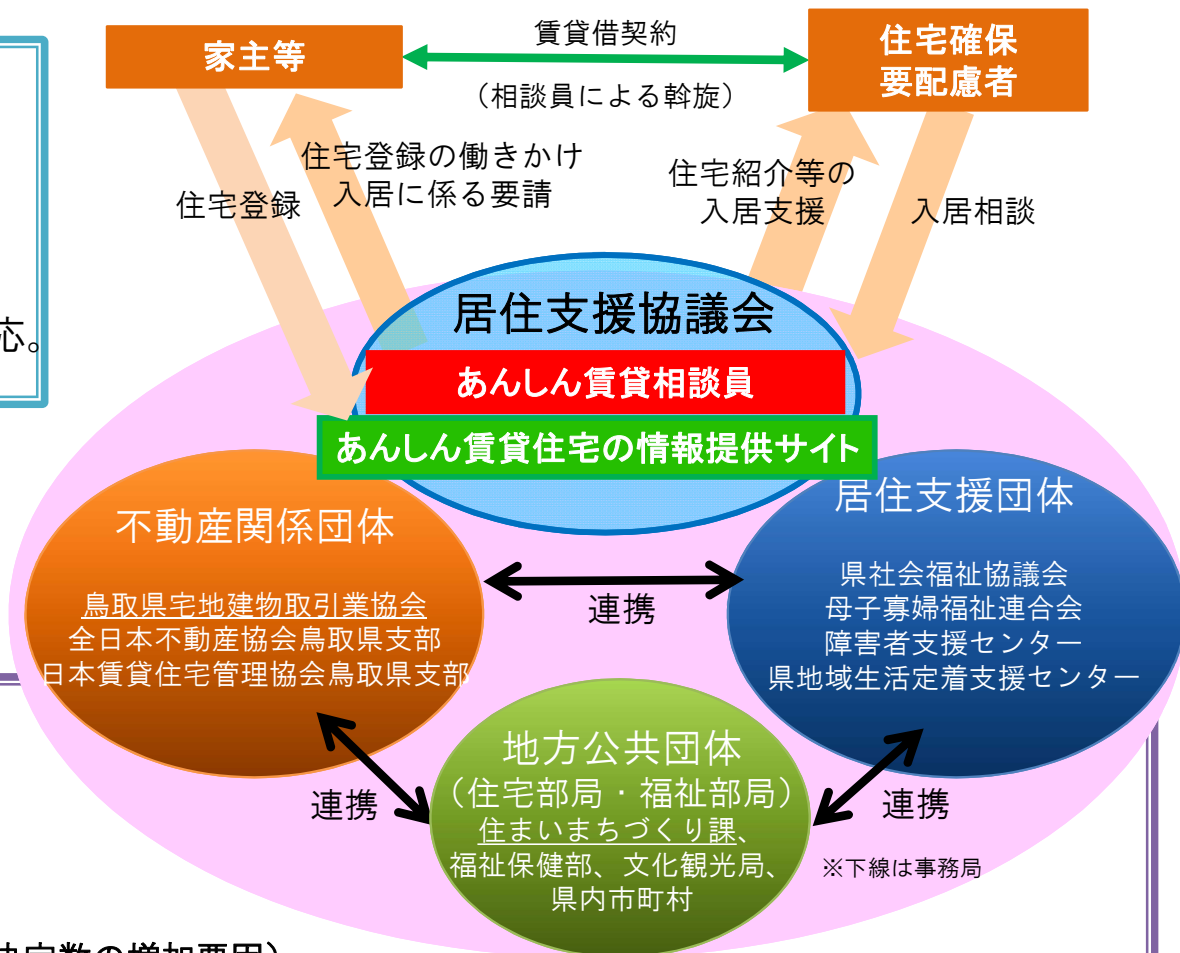 家主等
賃貸借契約
(相談員による斡旋)
住宅確保
要配慮者
住宅登録の働きかけ
入居に係る要請
住宅登録
住宅紹介等の
入居支援
入居相談
応。
居住支援協議会
あんしん賃貸相談員
あんしん賃貸住宅の情報提供サイト
不動産関係団体
鳥取県宅地建物取引業協会
全日本不動産協会鳥取県支部
日本賃貸住宅管理協会鳥取県支部
連携
居住支援団体
県社会福祉協議会
母子寡婦福祉連合会
障害者支援センター
県地域生活定着支援センター
連携
地方公共団体
(住宅部局・福祉部局)
住まいまちづくり課、
福祉保健部、文化観光局、
県内市町村
連携
※下線は事務局
の増加要因)